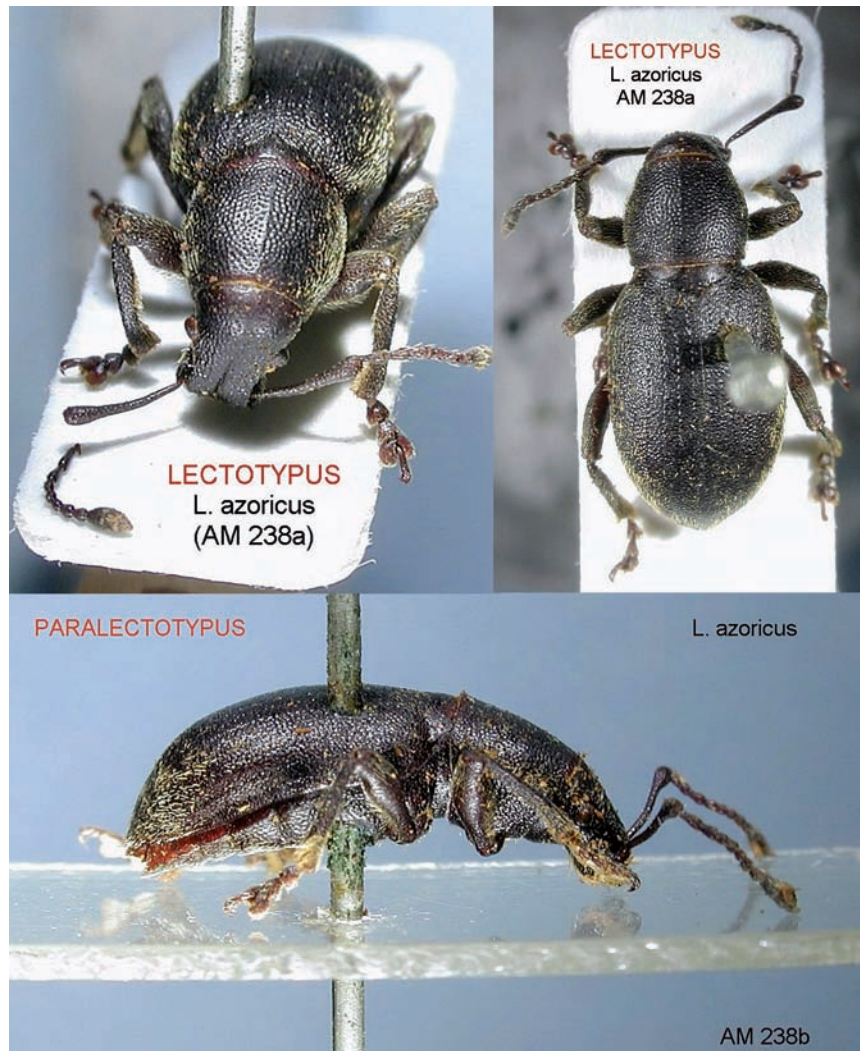 LECTOTYPUS
L. azoricus
(AM 238a)
LECTOTYPUS
L. azoricus
AM 238a
PARALECTOTYPUS
L. azoricus
AM 238b